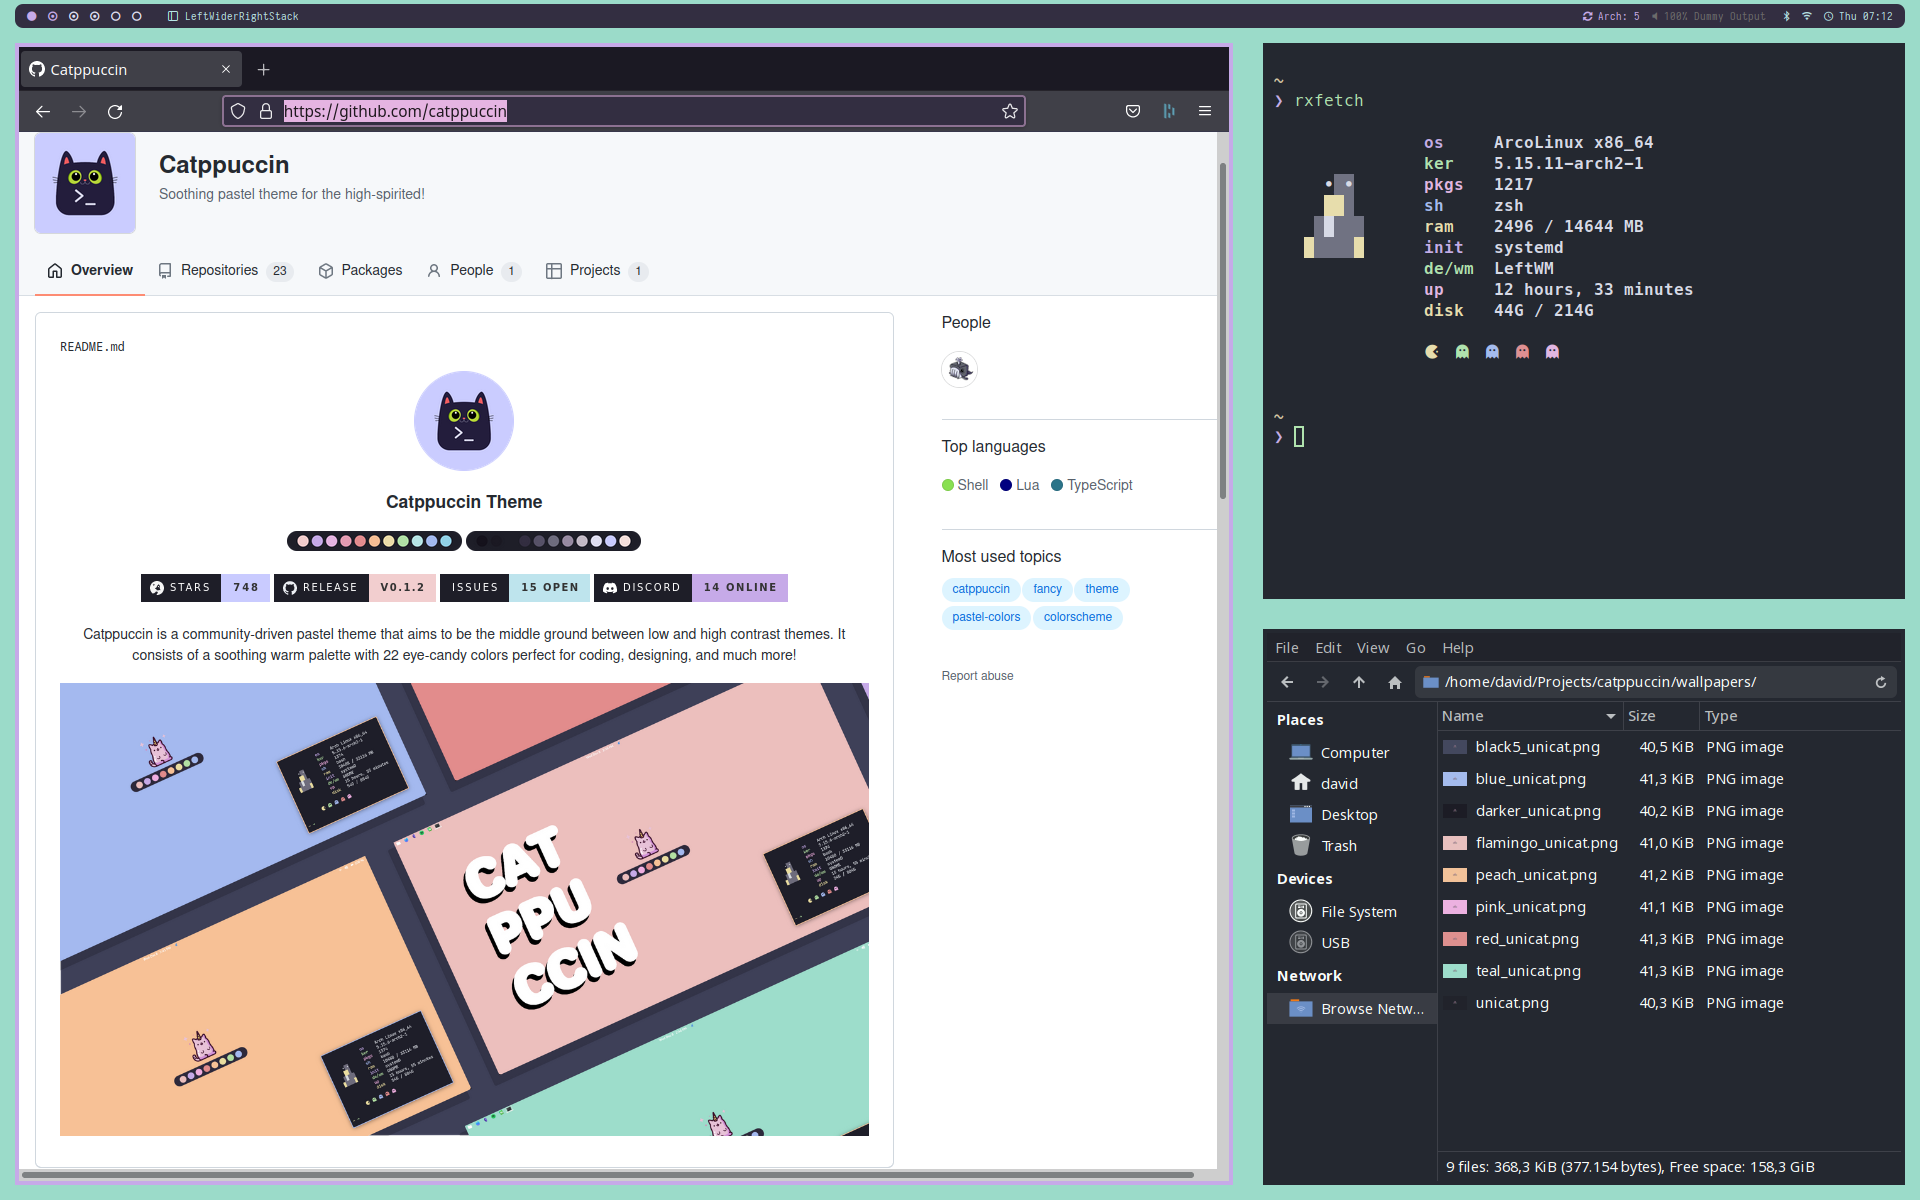 LeftWiderRightStack
Arch: 5 100% Dummy Output Thu 07:12
Catppuccin
https://github.com/catppuccin
Catppuccin
Soothing pastel theme for the high-spirited!
Overview Repositories 23 Packages People 1 Projects 1
README.md
Catppuccin Theme
STARS 748 RELEASE V0.1.2 ISSUES 15 OPEN DISCORD 14 ONLINE
Catppuccin is a community-driven pastel theme that aims to be the middle ground between low and high contrast themes. It
consists of a soothing warm palette with 22 eye-candy colors perfect for coding, designing, and much more!
CAT
PPU
CCIN
People
Top languages
Shell Lua TypeScript
Most used topics
catppuccin fancy theme
pastel-colors colorscheme
Report abuse
~
❯ rxfetch
os ArcoLinux x86_64
ker 5.15.11-arch2-1
pkgs 1217
sh zsh
ram 2496 / 14644 MB
init systemd
de/wm LeftWM
up 12 hours, 33 minutes
disk 44G / 214G
~
❯
File Edit View Go Help
/home/david/Projects/catppuccin/wallpapers/
Places
Computer
david
Desktop
Trash
Devices
File System
USB
Network
Browse Netw...
Name Size Type
black5_unicat.png 40,5 KiB PNG image
blue_unicat.png 41,3 KiB PNG image
darker_unicat.png 40,2 KiB PNG image
flamingo_unicat.png 41,0 KiB PNG image
peach_unicat.png 41,2 KiB PNG image
pink_unicat.png 41,1 KiB PNG image
red_unicat.png 41,3 KiB PNG image
teal_unicat.png 41,3 KiB PNG image
unicat.png 40,3 KiB PNG image
9 files: 368,3 KiB (377.154 bytes), Free space: 158,3 GiB